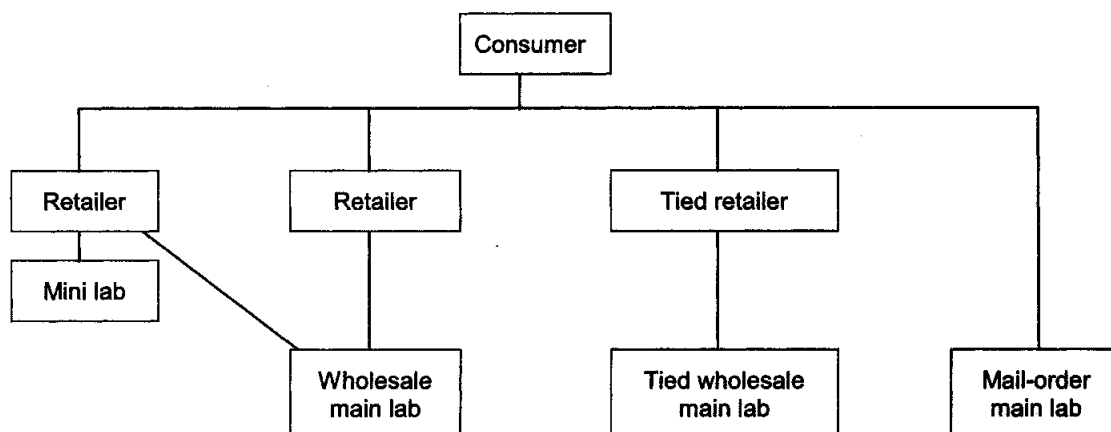 Consumer
Retailer
Retailer
Tied retailer
Mini lab
Wholesale
main lab
Tied wholesale
main lab
Mail-order
main lab